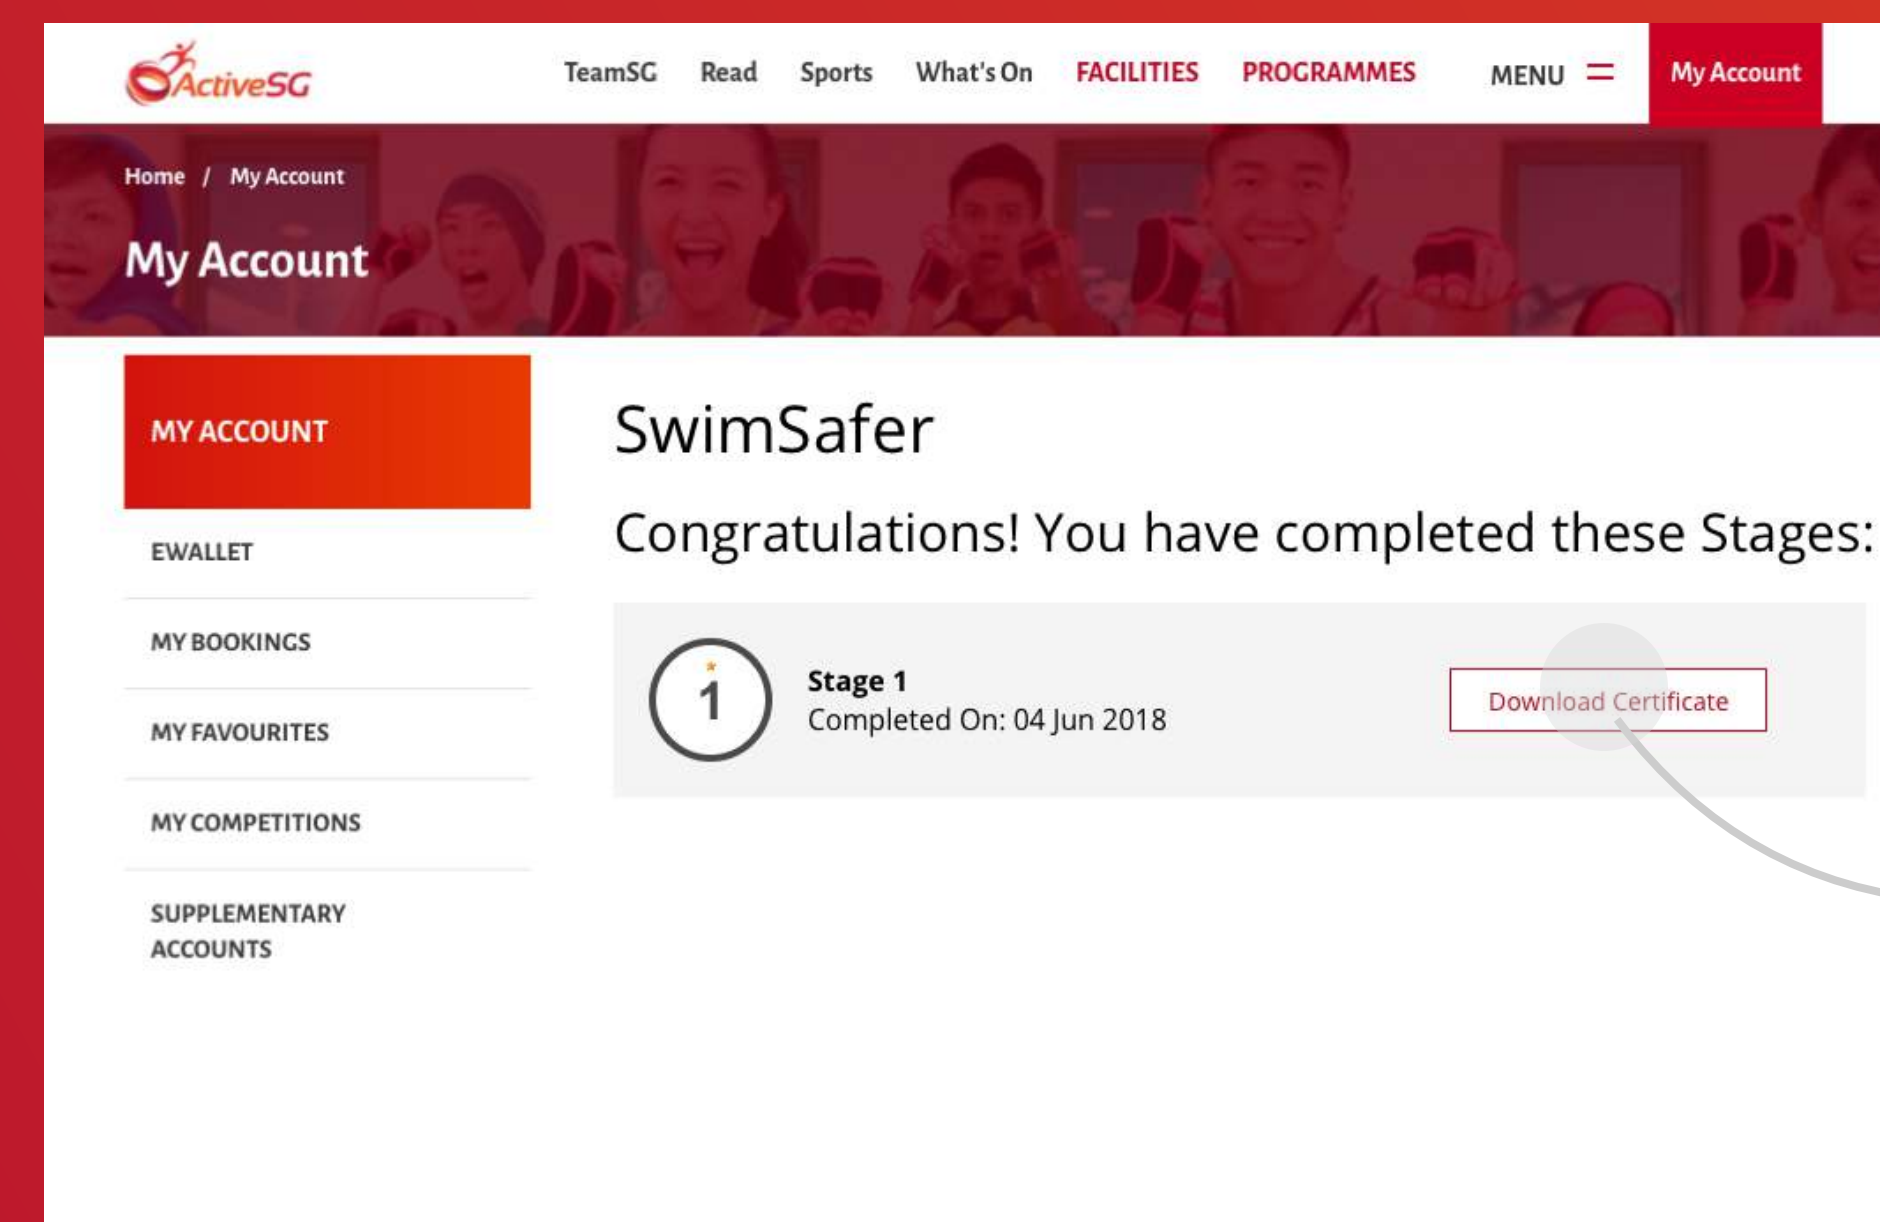 ActiveSG
TeamSG Read Sports What's On FACILITIES PROGRAMMES MENU My Account
Home / My Account
My Account
MY ACCOUNT
EWALLET
MY BOOKINGS
MY FAVOURITES
MY COMPETITIONS
SUPPLEMENTARY
ACCOUNTS
SwimSafer
Congratulations! You have completed these Stages:
1
Stage 1
Completed On: 04 Jun 2018
Download Certificate